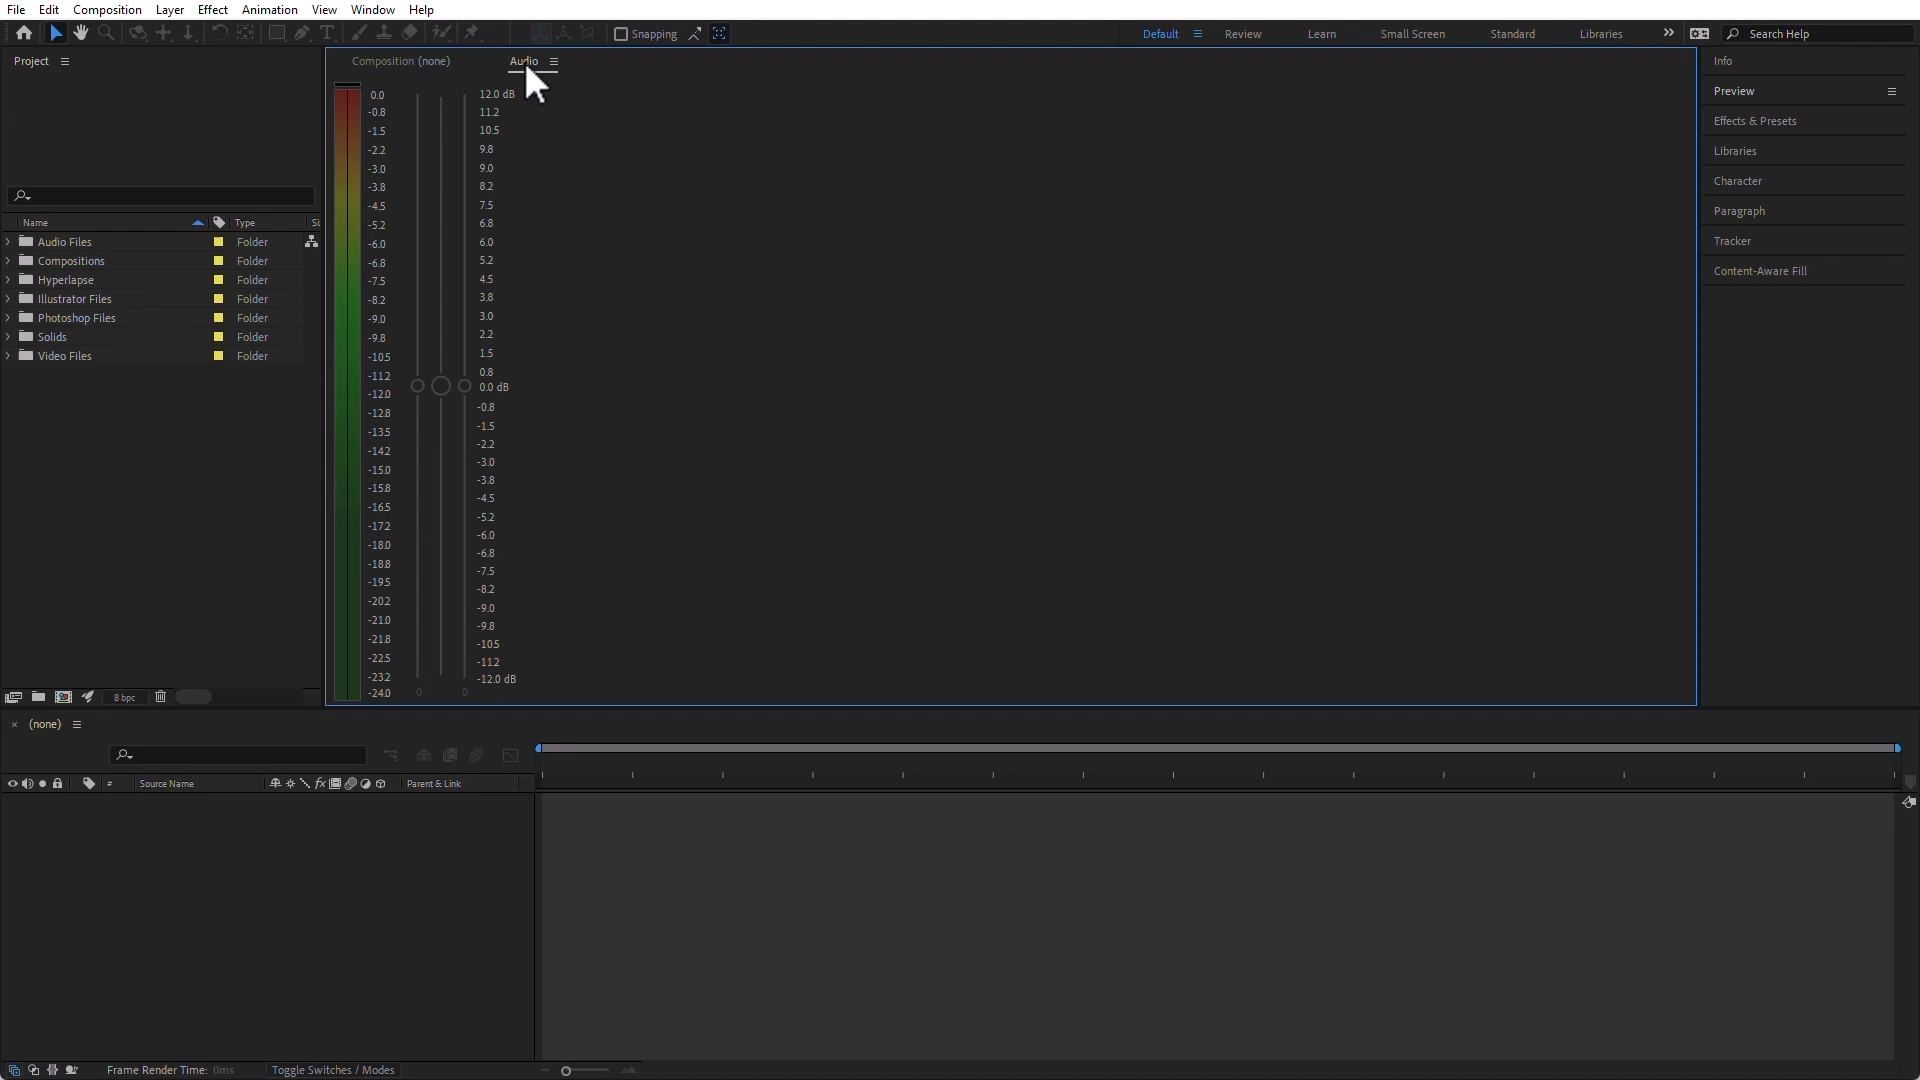 File Edit Composition Layer Effect Animation View Window Help
Snapping
Default Review Learn Small Screen Standard Libraries Search Help
Project
Name Type Si
Audio Files Folder
Compositions Folder
Hyperlapse Folder
Illustrator Files Folder
Photoshop Files Folder
Solids Folder
Video Files Folder
8 bpc
Composition (none) Audio
0.0
-0.8
-1.5
-2.2
-3.0
-3.8
-4.5
-5.2
-6.0
-6.8
-7.5
-8.2
-9.0
-9.8
-10.5
-11.2
-12.0
-12.8
-13.5
-14.2
-15.0
-15.8
-16.5
-17.2
-18.0
-18.8
-19.5
-20.2
-21.0
-21.8
-22.5
-23.2
-24.0
0 0
12.0 dB
11.2
10.5
9.8
9.0
8.2
7.5
6.8
6.0
5.2
4.5
3.8
3.0
2.2
1.5
0.8
0.0 dB
-0.8
-1.5
-2.2
-3.0
-3.8
-4.5
-5.2
-6.0
-6.8
-7.5
-8.2
-9.0
-9.8
-10.5
-11.2
-12.0 dB
Info
Preview
Effects & Presets
Libraries
Character
Paragraph
Tracker
Content-Aware Fill
(none)
# Source Name fx Parent & Link
Frame Render Time: 0ms Toggle Switches / Modes